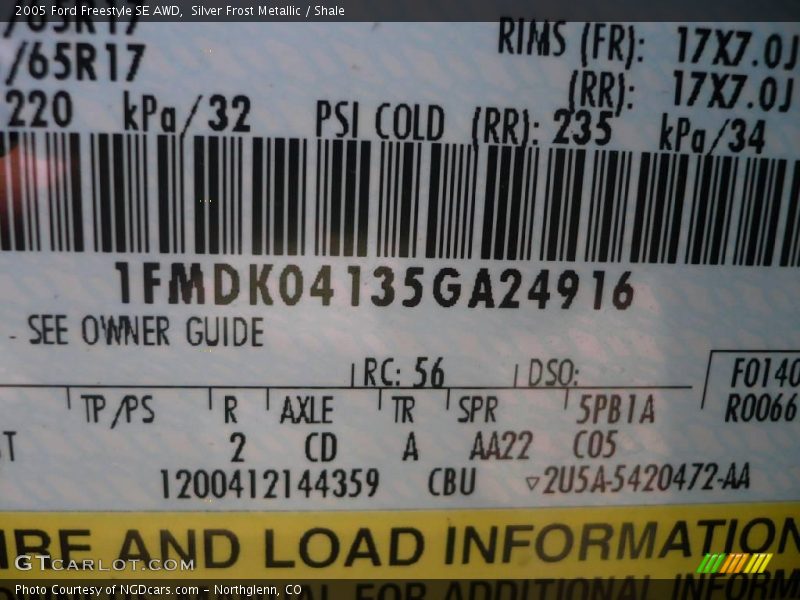 2005 Ford Freestyle SE AWD,  Silver Frost Metallic / Shale
/65R17
RIMS (FR): 17X7.0J
/65R17
(RR): 17X7.0J
220 kPa/32 PSI COLD (RR): 235 kPa/34
1FMDK04135GA24916
- SEE OWNER GUIDE
RC: 56 DSO: F0140
TP/PS R AXLE TR SPR 5PB1A R0066
T 2 CD A AA22 C05
1200412144359 CBU ▽2U5A-5420472-AA
IRE AND LOAD INFORMATION
GTCARLOT.COM
Photo Courtesy of NGDcars.com - Northglenn, CO